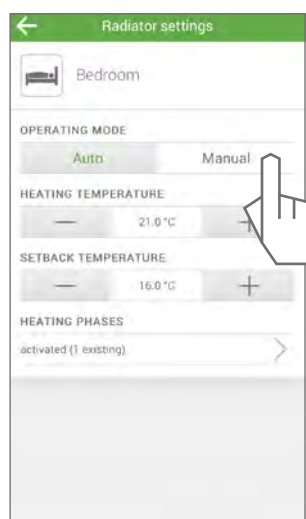 Radiator settings
Bedroom
OPERATING MODE
Auto Manual
HEATING TEMPERATURE
— 21.0 °C +
SETBACK TEMPERATURE
— 16.0 °C +
HEATING PHASES
activated (1 existing)